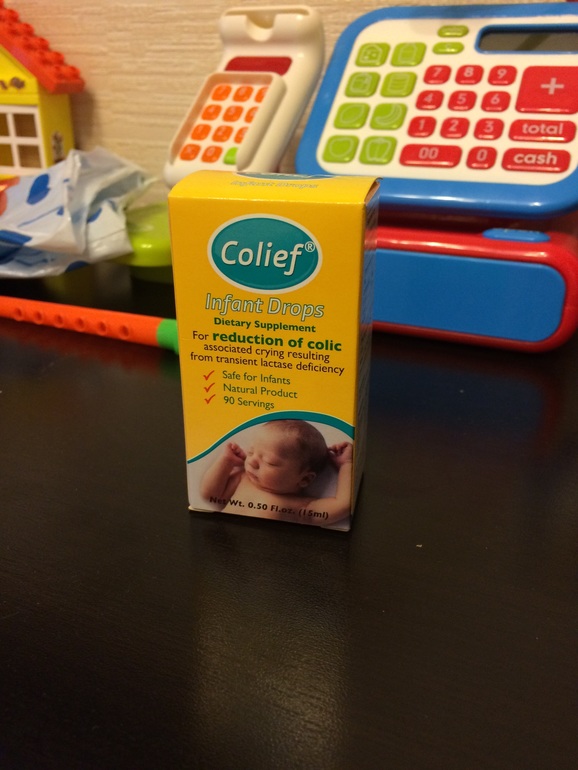 Infant Drops
Colief®
Infant Drops
Dietary Supplement
For reduction of colic
associated crying resulting
from transient lactase deficiency
Safe for Infants
Natural Product
90 Servings
Net Wt. 0.50 Fl.oz. (15ml)
7 8 9 +
4 5 6
1 2 3 total
00 0 cash